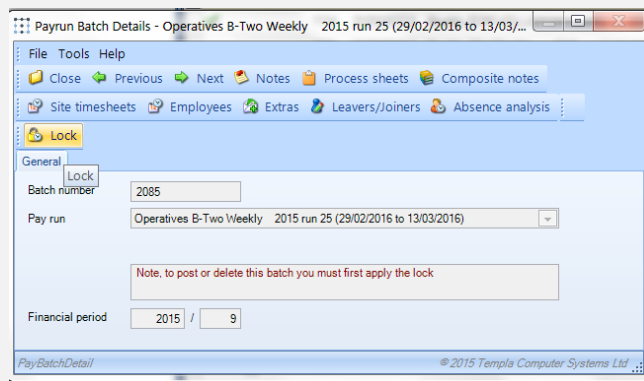 Payrun Batch Details - Operatives B-Two Weekly 2015 run 25 (29/02/2016 to 13/03/...
File Tools Help
Close Previous Next Notes Process sheets Composite notes
Site timesheets Employees Extras Leavers/Joiners Absence analysis
Lock
General
Lock
Batch number 2085
Pay run Operatives B-Two Weekly 2015 run 25 (29/02/2016 to 13/03/2016)
Note, to post or delete this batch you must first apply the lock
Financial period 2015 / 9
PayBatchDetail © 2015 Templa Computer Systems Ltd